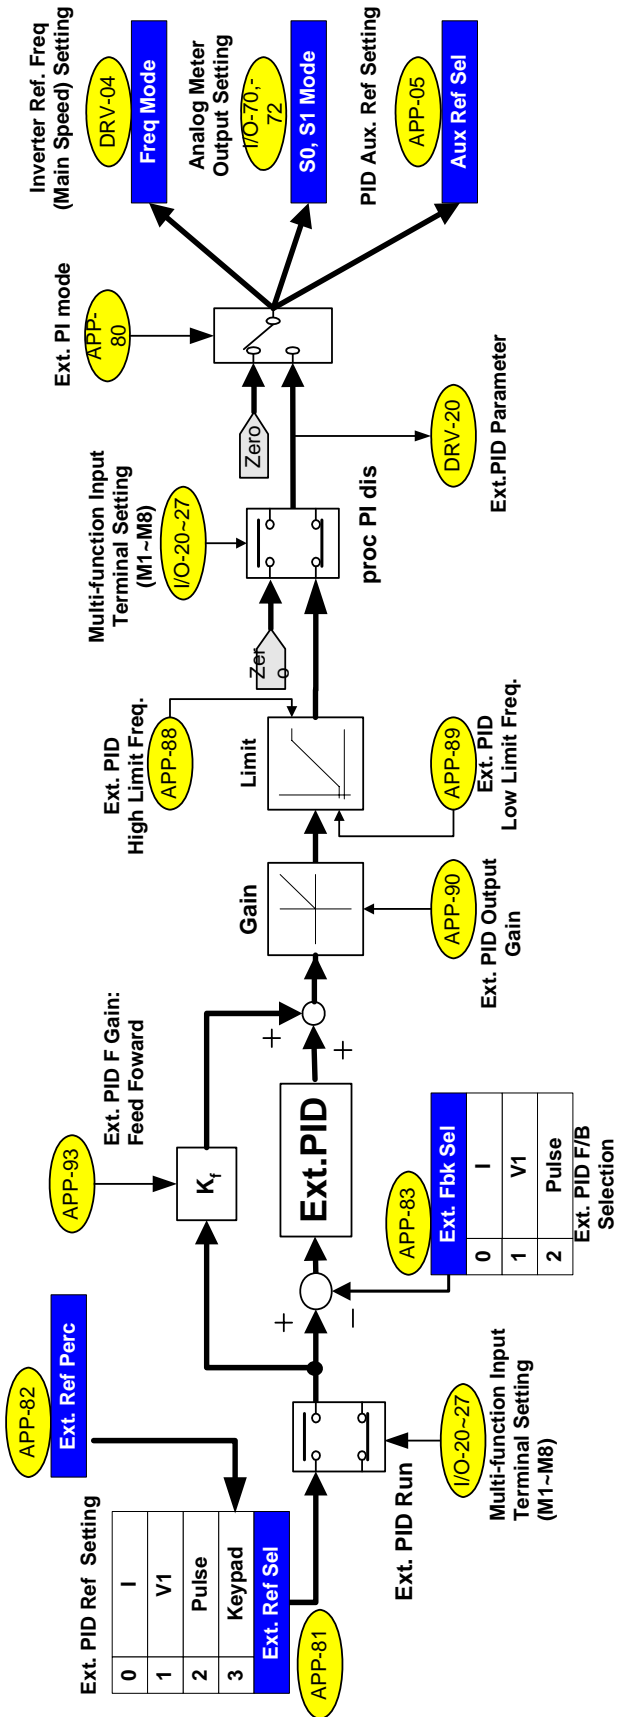 Ext. PID Ref  Setting
0 I
1 V1
2 Pulse
3 Keypad
Ext. Ref Sel
APP-81
APP-82
Ext. Ref Perc
Ext. PID Run
I/O-20~27
Multi-function Input
Terminal Setting
(M1~M8)
APP-93
Ext. PID F Gain:
Feed Foward
Kf
+
−
Ext.PID
APP-83
Ext. Fbk Sel
0 I
1 V1
2 Pulse
Ext. PID F/B
Selection
+
+
Gain
APP-90
Ext. PID Output
Gain
Ext. PID
High Limit Freq.
APP-88
Limit
APP-89
Ext. PID
Low Limit Freq.
Multi-function Input
Terminal Setting
(M1~M8)
I/O-20~27
Zer
o
proc PI dis
Zero
Ext. PI mode
APP-
80
DRV-20
Ext.PID Parameter
Inverter Ref. Freq
(Main Speed) Setting
DRV-04
Freq Mode
Analog Meter
Output Setting
I/O-70,-
72
S0, S1 Mode
PID Aux. Ref Setting
APP-05
Aux Ref Sel